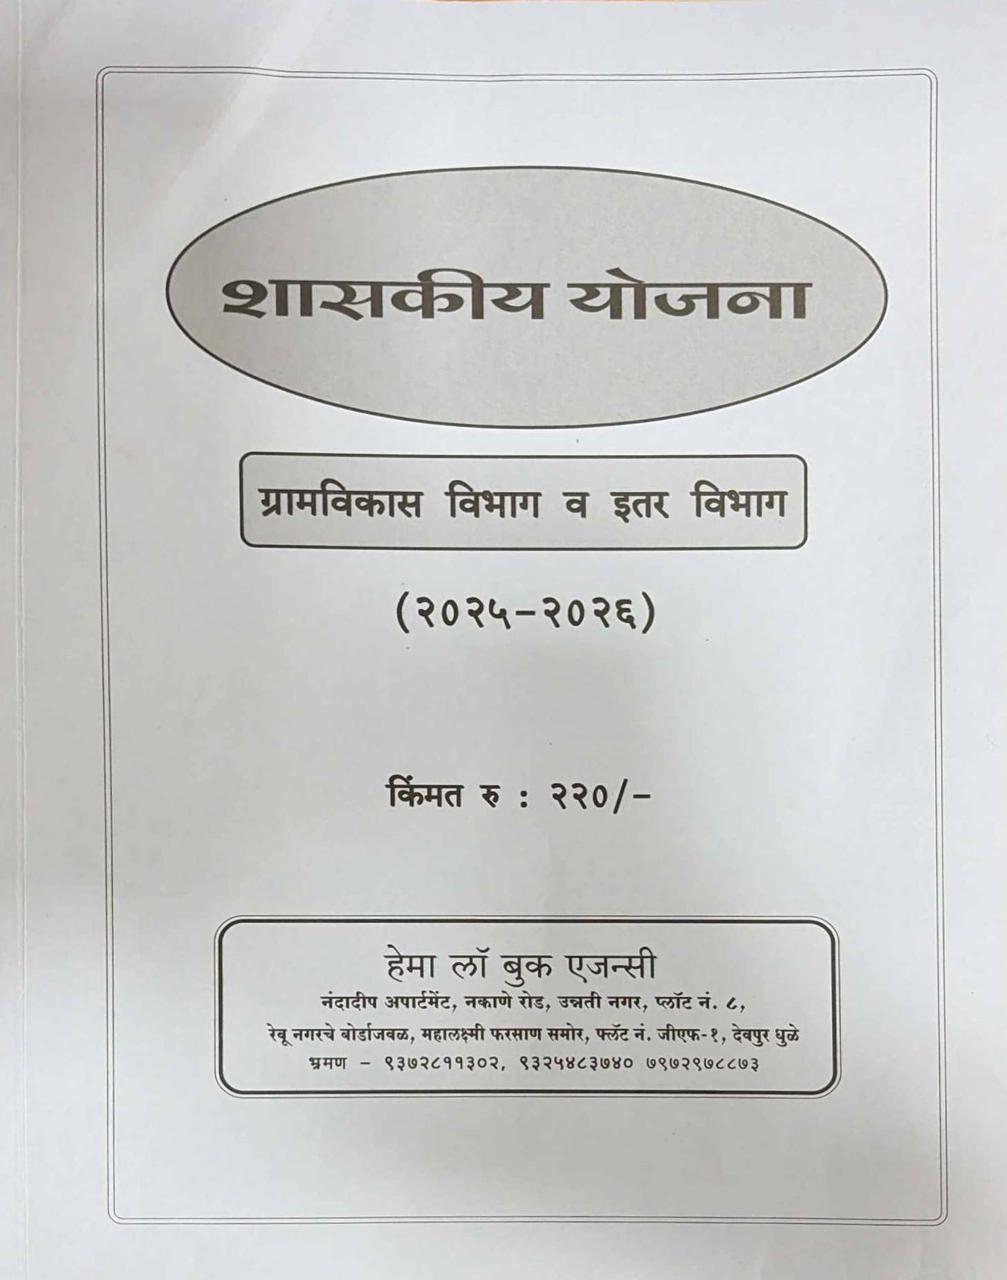 शासकीय योजना
ग्रामविकास विभाग व इतर विभाग
(२०२५-२०२६)
किंमत रु : २२०/-
हेमा लॉ बुक एजन्सी
नंदादीप अपार्टमेंट, नकाणे रोड, उन्नती नगर, प्लॉट नं. ८,
रेवू नगरचे बोर्डाजवळ, महालक्ष्मी फरसाण समोर, फ्लॅट नं. जीएफ-१, देवपुर धुळे
भ्रमण - ९३७२८११३०२, ९३२५४८३७४० ७९७२९७८८७३